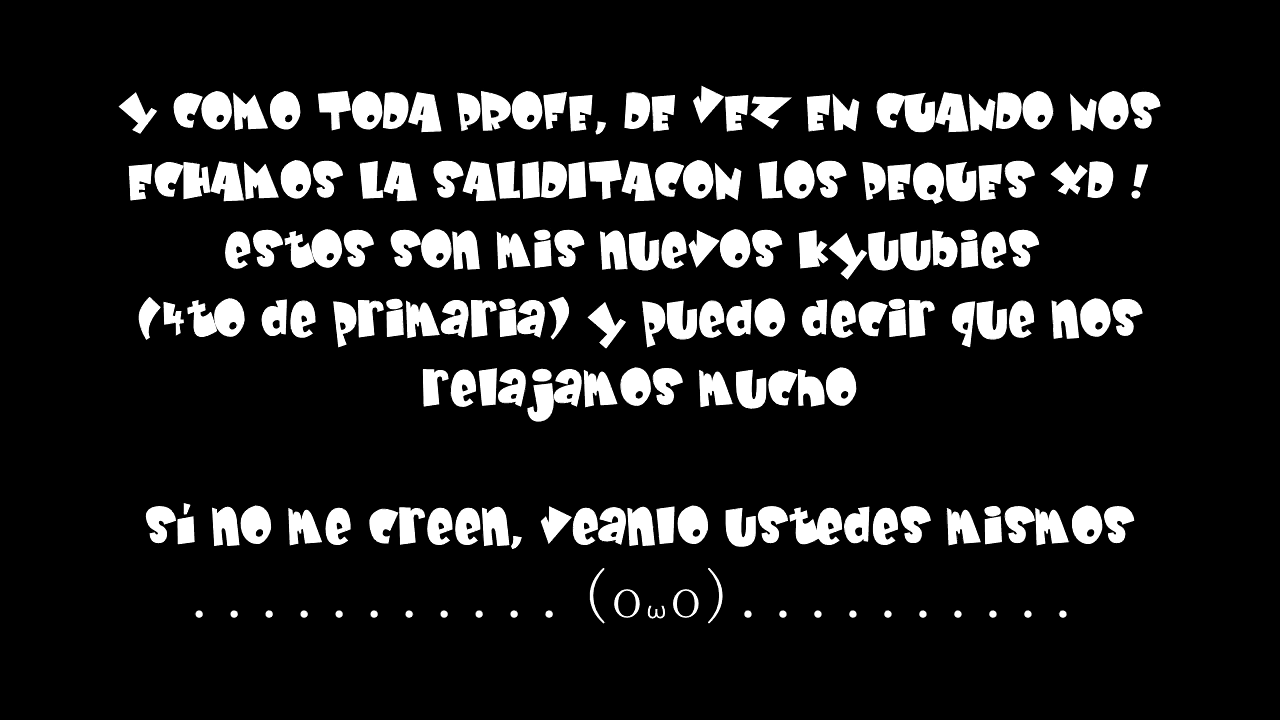 Y COMO TODA PROFE, DE VEZ EN CUANDO NOS
ECHAMOS LA SALIDITACON LOS PEQUES XD !
estos son mis nuevos kyuubies
(4to de primaria) y puedo decir que nos
relajamos mucho
sí no me creen, veanlo ustedes mismos
. . . . . . . . . . . (OωO) . . . . . . . . . .